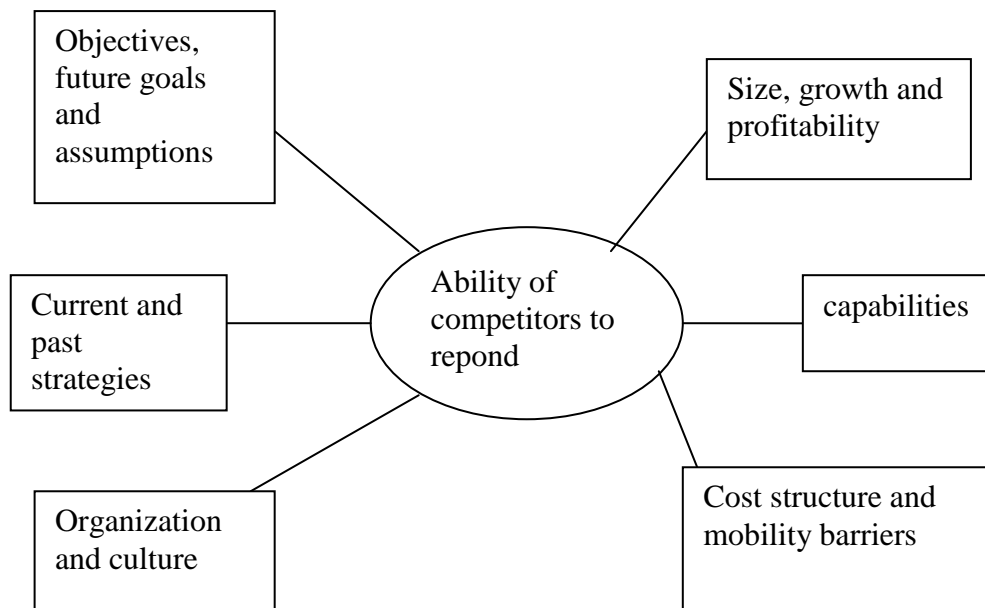 Objectives,
future goals
and
assumptions
Size, growth and
profitability
Ability of
competitors to
repond
Current and
past
strategies
capabilities
Organization
and culture
Cost structure and
mobility barriers